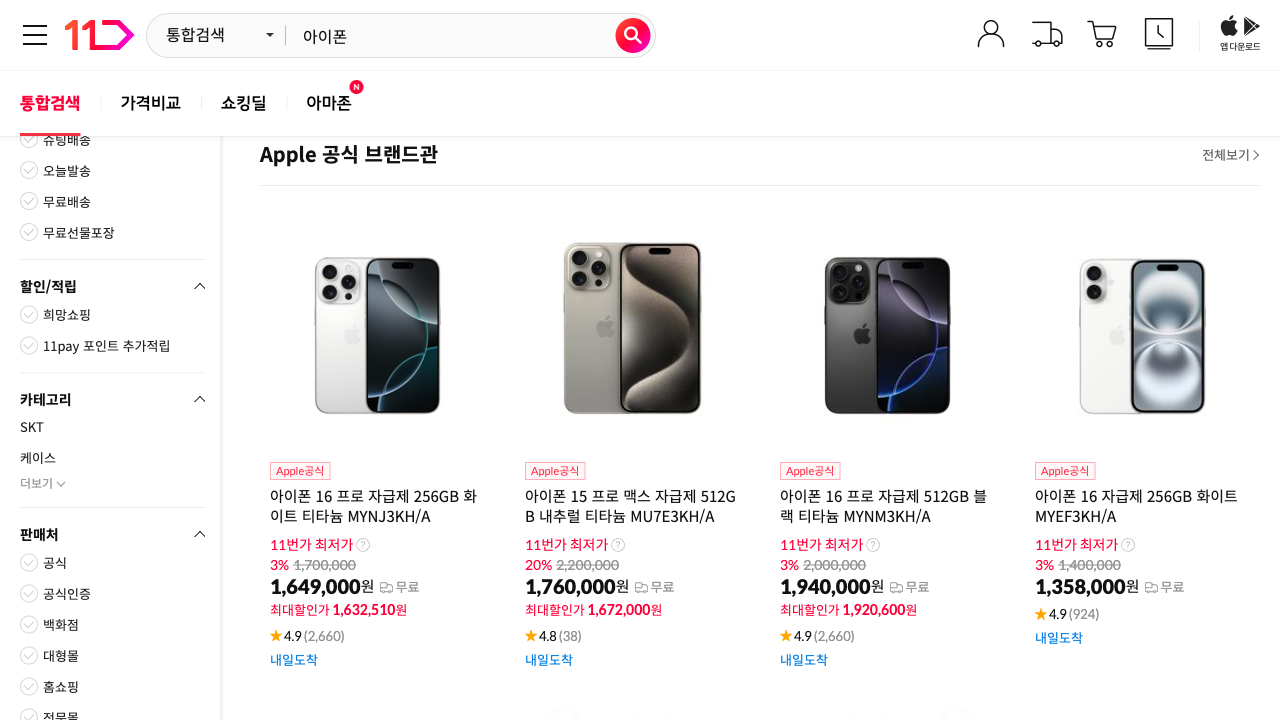 11
통합검색
아이폰
앱 다운로드
통합검색
가격비교
쇼킹딜
아마존
N
슈팅배송
오늘발송
무료배송
무료선물포장
할인/적립
희망쇼핑
11pay 포인트 추가적립
카테고리
SKT
케이스
더보기
판매처
공식
공식인증
백화점
대형몰
홈쇼핑
전문몰
Apple 공식 브랜드관
전체보기
Apple공식
아이폰 16 프로 자급제 256GB 화
이트 티타늄 MYNJ3KH/A
11번가 최저가 ?
3% 1,700,000
1,649,000원 무료
최대할인가 1,632,510원
4.9 (2,660)
내일도착
Apple공식
아이폰 15 프로 맥스 자급제 512G
B 내추럴 티타늄 MU7E3KH/A
11번가 최저가 ?
20% 2,200,000
1,760,000원 무료
최대할인가 1,672,000원
4.8 (38)
내일도착
Apple공식
아이폰 16 프로 자급제 512GB 블
랙 티타늄 MYNM3KH/A
11번가 최저가 ?
3% 2,000,000
1,940,000원 무료
최대할인가 1,920,600원
4.9 (2,660)
내일도착
Apple공식
아이폰 16 자급제 256GB 화이트
MYEF3KH/A
11번가 최저가 ?
3% 1,400,000
1,358,000원 무료
4.9 (924)
내일도착